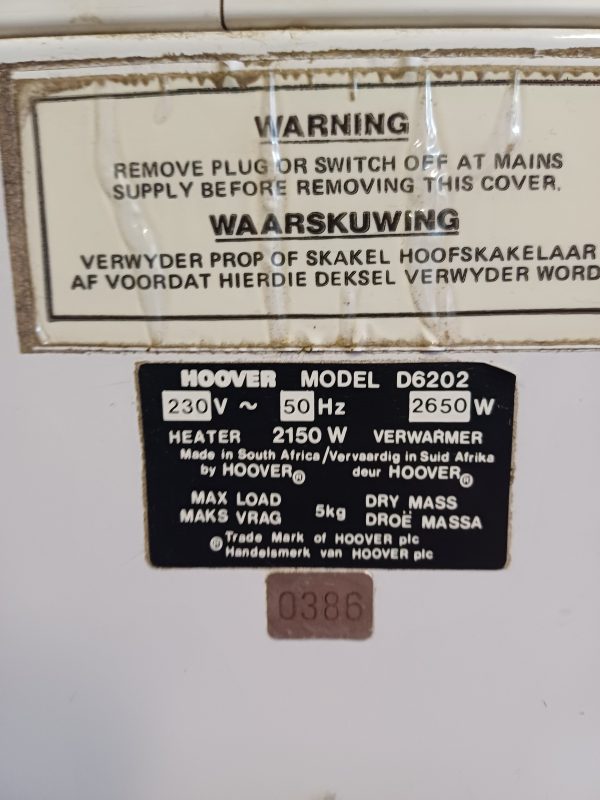 WARNING
REMOVE PLUG OR SWITCH OFF AT MAINS
SUPPLY BEFORE REMOVING THIS COVER.
WAARSKUWING
VERWYDER PROP OF SKAKEL HOOFSKAKELAAR
AF VOORDAT HIERDIE DEKSEL VERWYDER WORD
HOOVER MODEL D6202
230 V ~ 50 Hz 2650 W
HEATER 2150 W VERWARMER
Made in South Africa/Vervaardig in Suid Afrika
by HOOVER® deur HOOVER®
MAX LOAD 5kg DRY MASS
MAKS VRAG DROË MASSA
® Trade Mark of HOOVER plc
Handelsmerk van HOOVER plc
0386